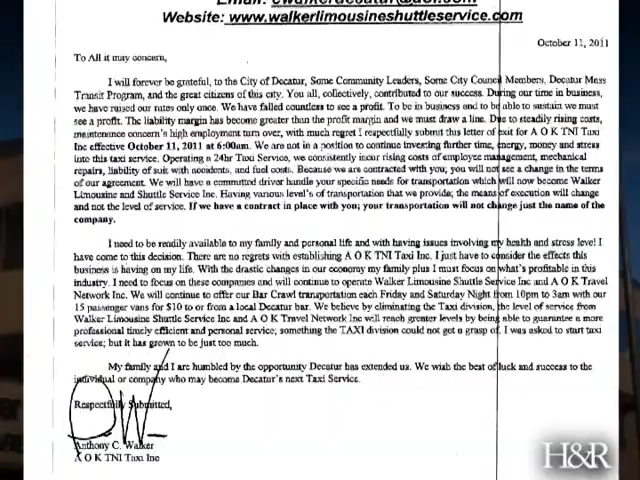 Website: www.walkerlimousineshuttleservice.com
October 11, 2011
To All it may concern,
I will forever be grateful, to the City of Decatur, Some Community Leaders, Some City Council Members, Decatur Mass
Transit Program, and the great citizens of this city. You all, collectively, contributed to our success. During our time in business,
we have raised our rates only once. We have failed countless to see a profit. To be in business and to be able to sustain we must
see a profit. The liability margin has become greater than the profit margin and we must draw a line. Due to steadily rising costs,
maintenance concern's high employment turn over, with much regret I respectfully submit this letter of exit for A O K TNI Taxi
Inc effective October 11, 2011 at 6:00am. We are not in a position to continue investing further time, energy, money and stress
into this taxi service. Operating a 24hr Taxi Service, we consistently incur rising costs of employee management, mechanical
repairs, liability of suit with accidents, and fuel costs. Because we are contracted with you; you will not see a change in the terms
of our agreement. We will have a committed driver handle your specific needs for transportation which will now become Walker
Limousine and Shuttle Service Inc. Having various level's of transportation that we provide; the means of execution will change
and not the level of service. If we have a contract in place with you; your transportation will not change just the name of the
company.
I need to be readily available to my family and personal life and with having issues involving my health and stress level I
have come to this decision. There are no regrets with establishing A O K TNI Taxi Inc. I just have to consider the effects this
business is having on my life. With the drastic changes in our economy my family plus I must focus on what's profitable in this
industry. I need to focus on these companies and will continue to operate Walker Limousine Shuttle Service Inc and A O K Travel
Network Inc. We will continue to offer our Bar Crawl transportation each Friday and Saturday Night from 10pm to 3am with our
15 passenger vans for $10 to or from a local Decatur bar. We believe by eliminating the Taxi division, the level of service from
Walker Limousine Shuttle Service Inc and A O K Travel Network Inc will reach greater levels by being able to guarantee a more
professional timely efficient and personal service; something the TAXI division could not get a grasp of. I was asked to start taxi
service; but it has grown to be just too much.
My family and I are humbled by the opportunity Decatur has extended us. We wish the best of luck and success to the
individual or company who may become Decatur's next Taxi Service.
Respectfully Submitted,
Anthony C. Walker
A O K TNI Taxi Inc
H&R